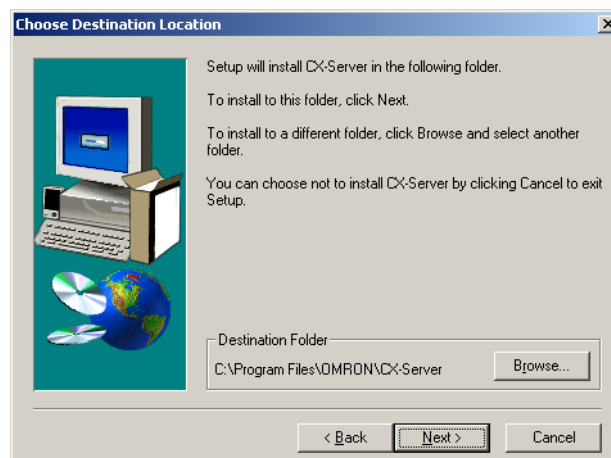 Choose Destination Location
Setup will install CX-Server in the following folder.
To install to this folder, click Next.
To install to a different folder, click Browse and select another
folder.
You can choose not to install CX-Server by clicking Cancel to exit
Setup.
Destination Folder
C:\Program Files\OMRON\CX-Server
Browse...
< Back
Next >
Cancel